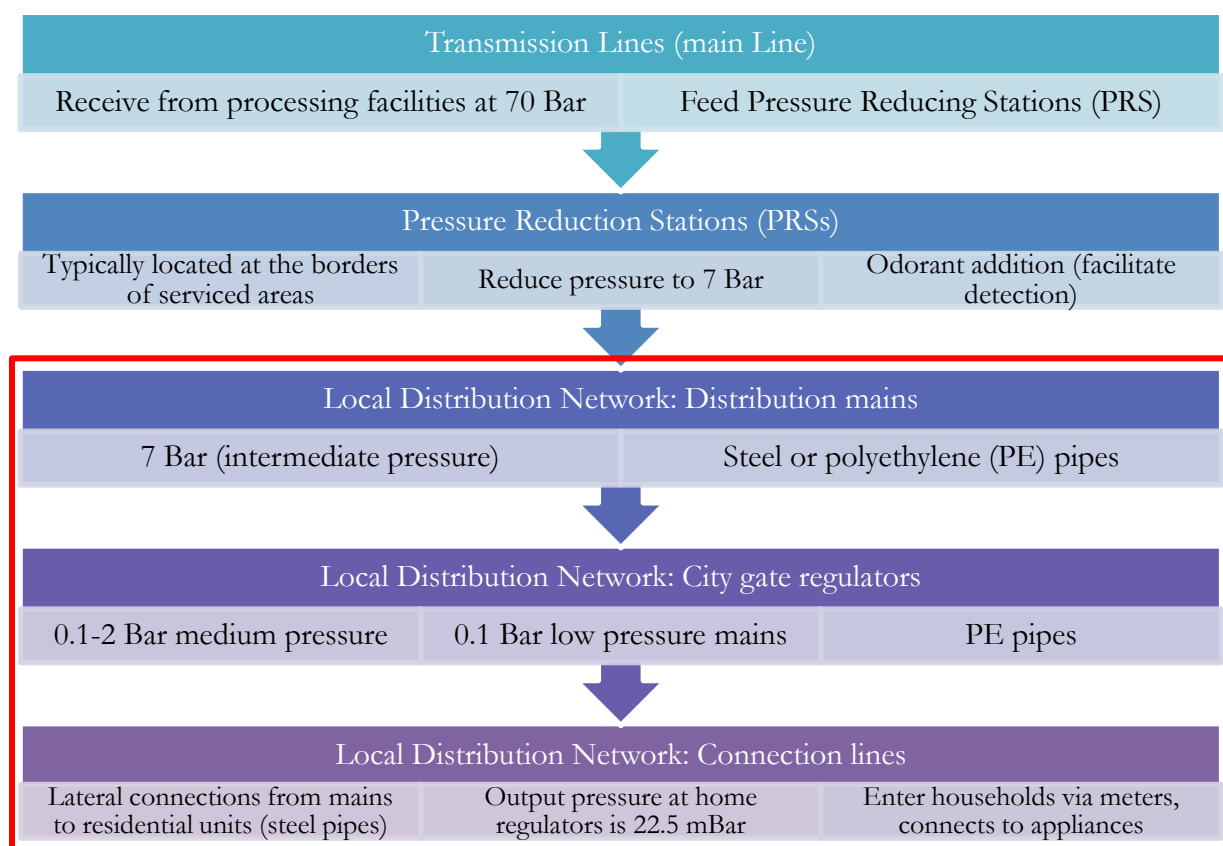 Transmission Lines (main Line)
Receive from processing facilities at 70 Bar
Feed Pressure Reducing Stations (PRS)
Pressure Reduction Stations (PRSs)
Typically located at the borders
of serviced areas
Reduce pressure to 7 Bar
Odorant addition (facilitate
detection)
Local Distribution Network: Distribution mains
7 Bar (intermediate pressure)
Steel or polyethylene (PE) pipes
Local Distribution Network: City gate regulators
0.1-2 Bar medium pressure
0.1 Bar low pressure mains
PE pipes
Local Distribution Network: Connection lines
Lateral connections from mains
to residential units (steel pipes)
Output pressure at home
regulators is 22.5 mBar
Enter households via meters,
connects to appliances